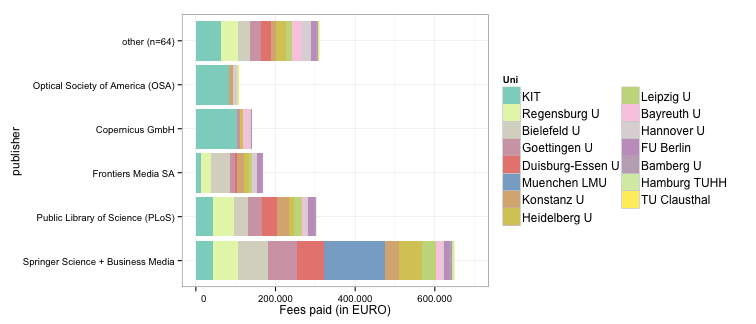 publisher
other (n=64)
Optical Society of America (OSA)
Copernicus GmbH
Frontiers Media SA
Public Library of Science (PLoS)
Springer Science + Business Media
0 200.000 400.000 600.000
Fees paid (in EURO)
Uni
KIT
Regensburg U
Bielefeld U
Goettingen U
Duisburg-Essen U
Muenchen LMU
Konstanz U
Heidelberg U
Leipzig U
Bayreuth U
Hannover U
FU Berlin
Bamberg U
Hamburg TUHH
TU Clausthal